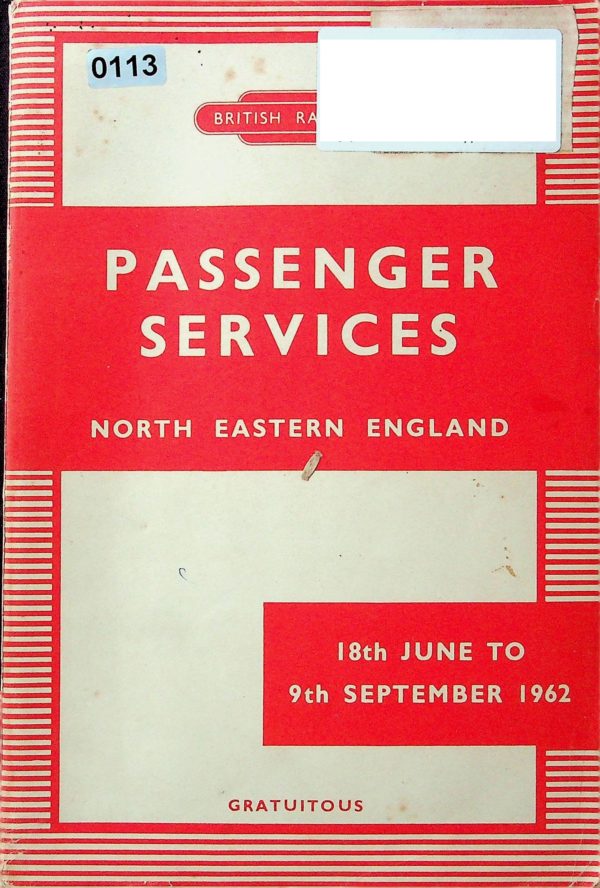 0113
BRITISH RA
PASSENGER
SERVICES
NORTH EASTERN ENGLAND
18th JUNE TO
9th SEPTEMBER 1962
GRATUITOUS